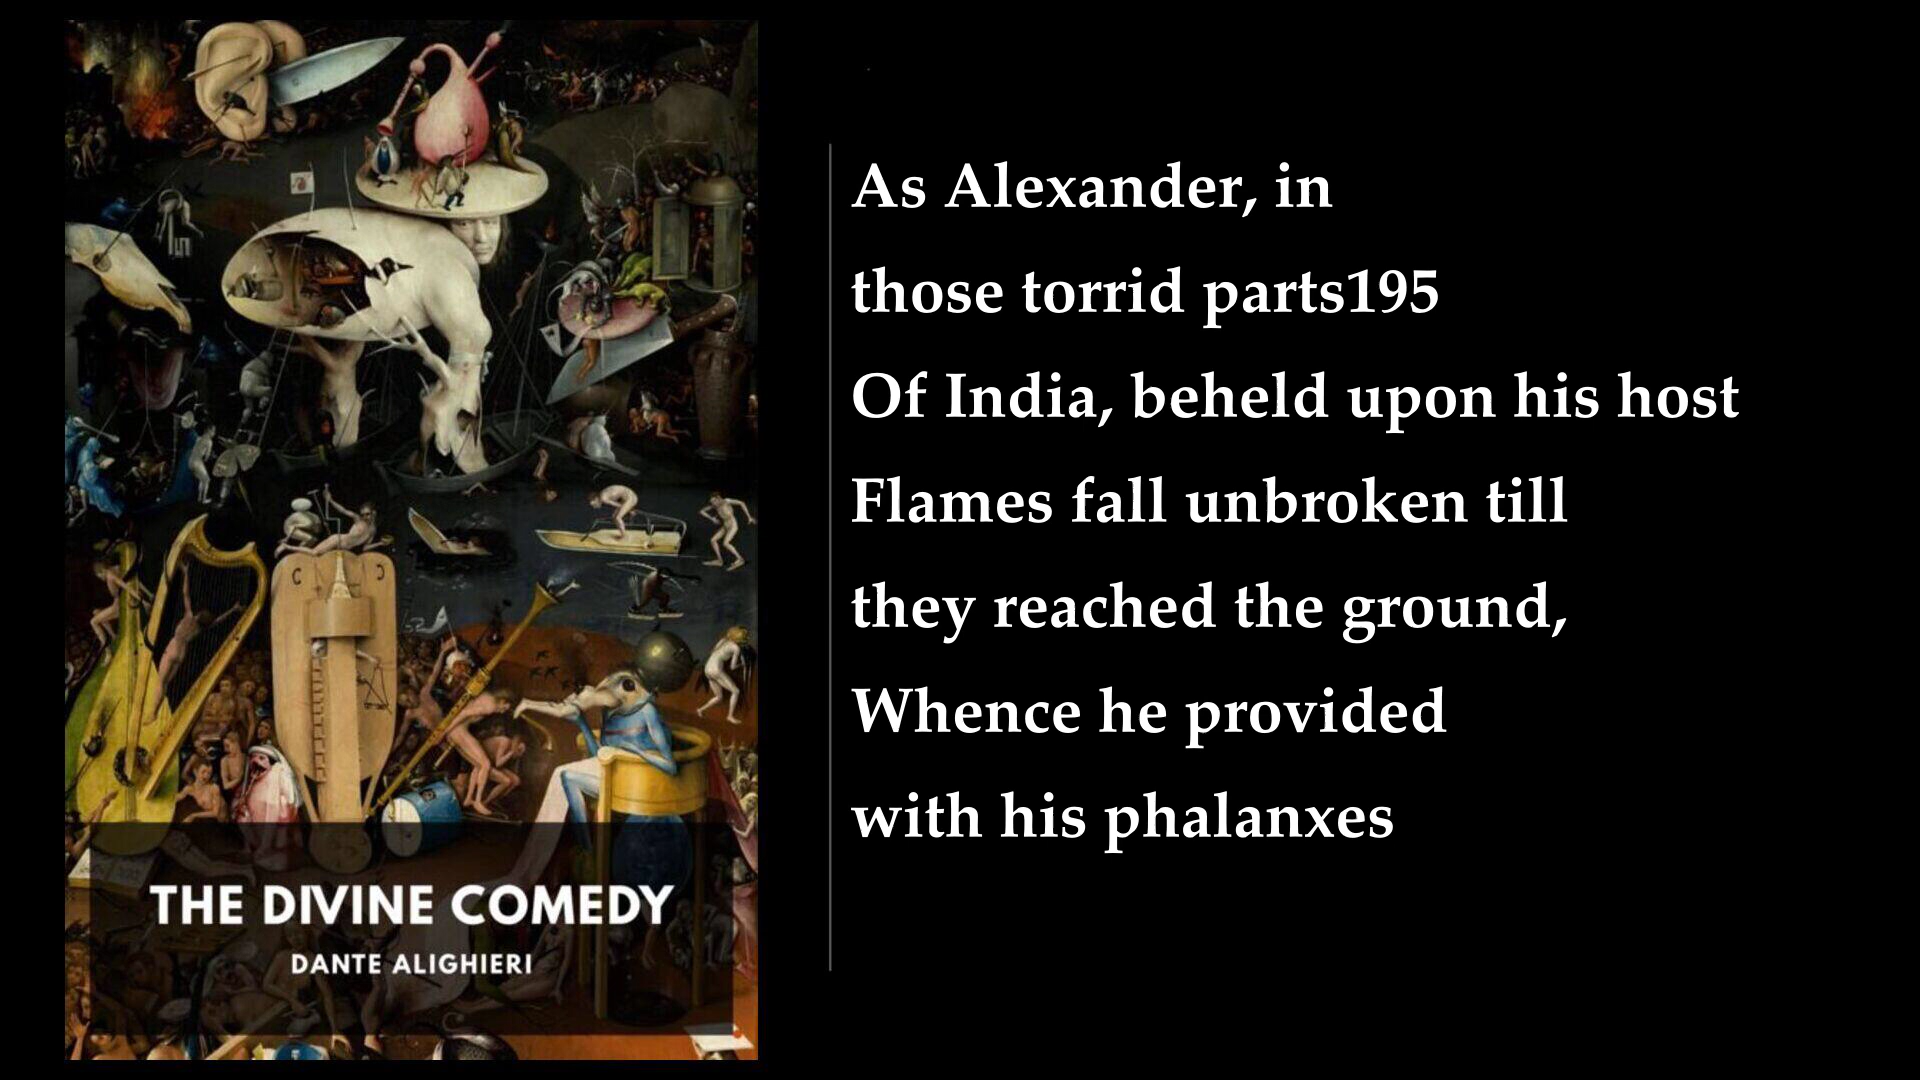 As Alexander, in
those torrid parts195
Of India, beheld upon his host
Flames fall unbroken till
they reached the ground,
Whence he provided
with his phalanxes
THE DIVINE COMEDY
DANTE ALIGHIERI